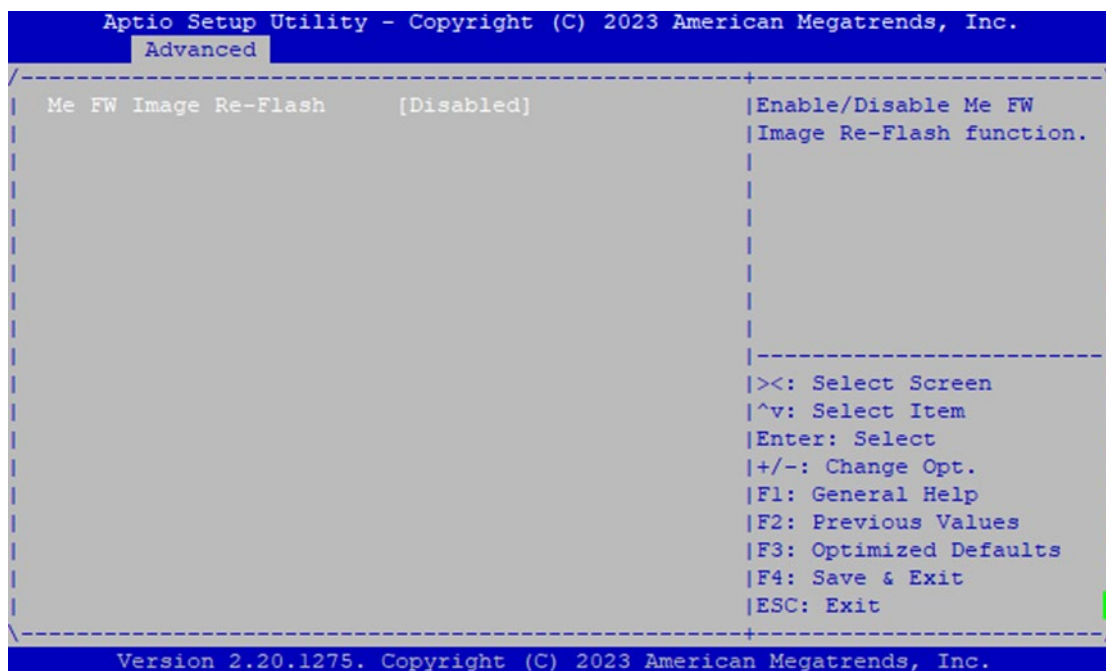 Aptio Setup Utility - Copyright (C) 2023 American Megatrends, Inc.
Advanced
Me FW Image Re-Flash [Disabled]
Enable/Disable Me FW
Image Re-Flash function.
><: Select Screen
^v: Select Item
Enter: Select
+/-: Change Opt.
F1: General Help
F2: Previous Values
F3: Optimized Defaults
F4: Save & Exit
ESC: Exit
Version 2.20.1275. Copyright (C) 2023 American Megatrends, Inc.